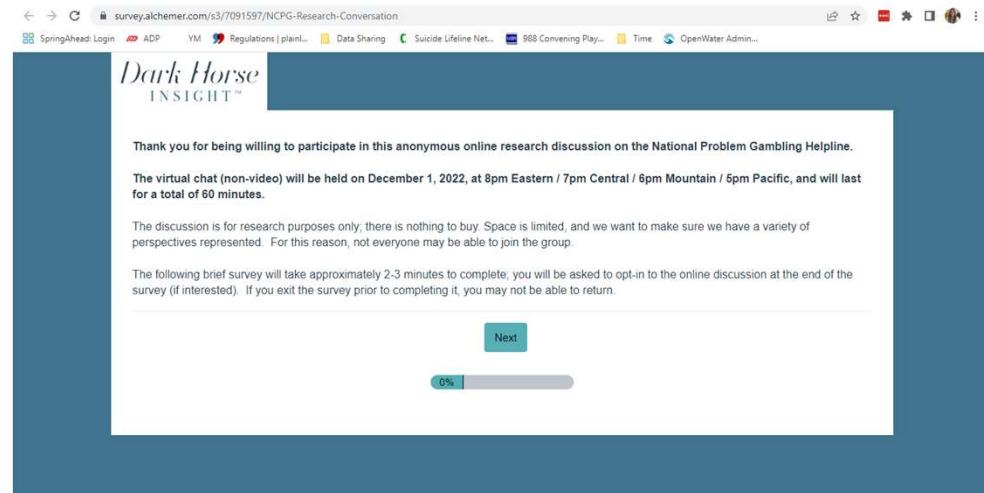 survey.alchemer.com/s3/7091597/NCPG-Research-Conversation
SpringAhead: Login ADP YM Regulations | plainl... Data Sharing Suicide Lifeline Net... 988 Convening Play... Time OpenWater Admin...
Dark Horse
INSIGHT™
Thank you for being willing to participate in this anonymous online research discussion on the National Problem Gambling Helpline.
The virtual chat (non-video) will be held on December 1, 2022, at 8pm Eastern / 7pm Central / 6pm Mountain / 5pm Pacific, and will last
for a total of 60 minutes.
The discussion is for research purposes only; there is nothing to buy. Space is limited, and we want to make sure we have a variety of
perspectives represented. For this reason, not everyone may be able to join the group.
The following brief survey will take approximately 2-3 minutes to complete; you will be asked to opt-in to the online discussion at the end of the
survey (if interested). If you exit the survey prior to completing it, you may not be able to return.
Next
0%